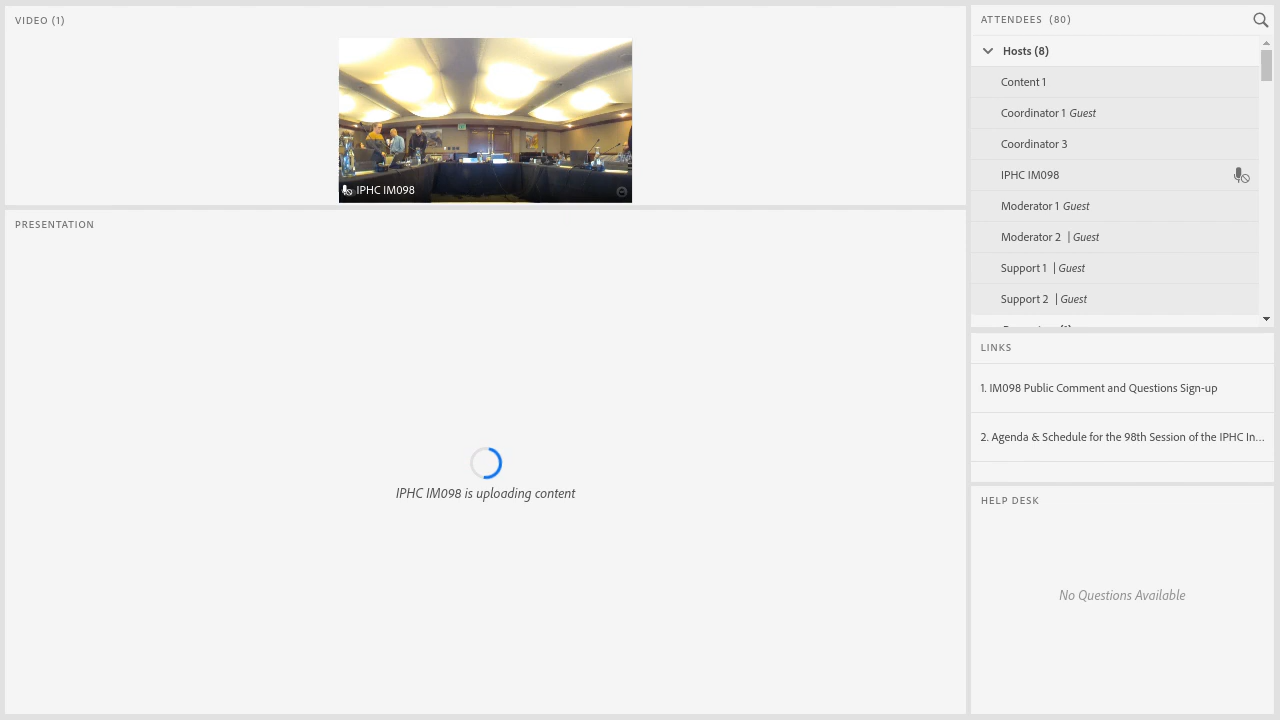 VIDEO (1)
IPHC IM098
PRESENTATION
IPHC IM098 is uploading content
ATTENDEES (80)
Hosts (8)
Content 1
Coordinator 1 Guest
Coordinator 3
IPHC IM098
Moderator 1 Guest
Moderator 2 | Guest
Support 1 | Guest
Support 2 | Guest
LINKS
1. IM098 Public Comment and Questions Sign-up
2. Agenda & Schedule for the 98th Session of the IPHC In...
HELP DESK
No Questions Available